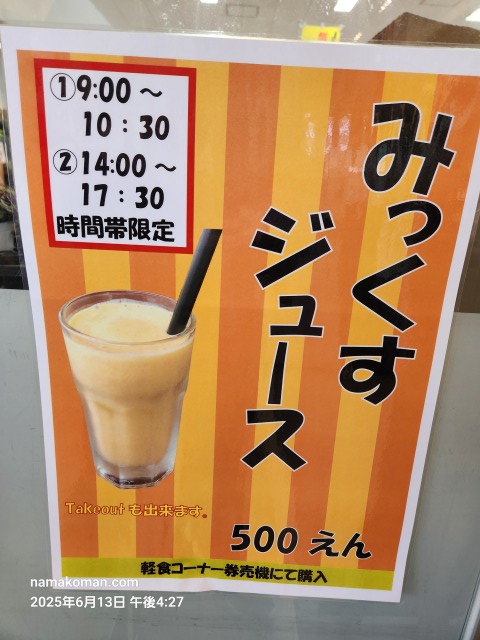 ①9:00～
10：30
②14:00～
17：30
時間帯限定
みっくす
ジュース
Takeoutも出来ます。
500えん
軽食コーナー券売機にて購入
namakoman.com
2025年6月13日 午後4:27